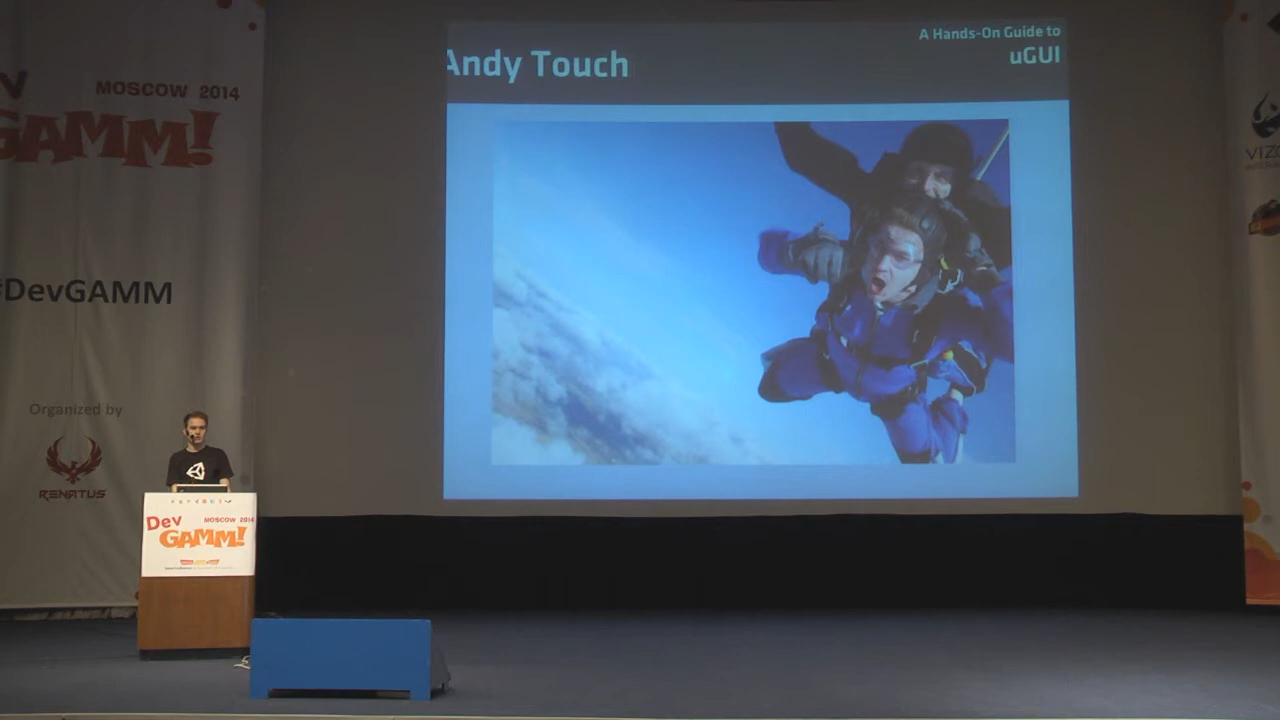 V
MOSCOW 2014
GAMM!
#DevGAMM
Organized by
RENATUS
Andy Touch
A Hands-On Guide to
uGUI
VIZO
Dev
MOSCOW 2014
GAMM!